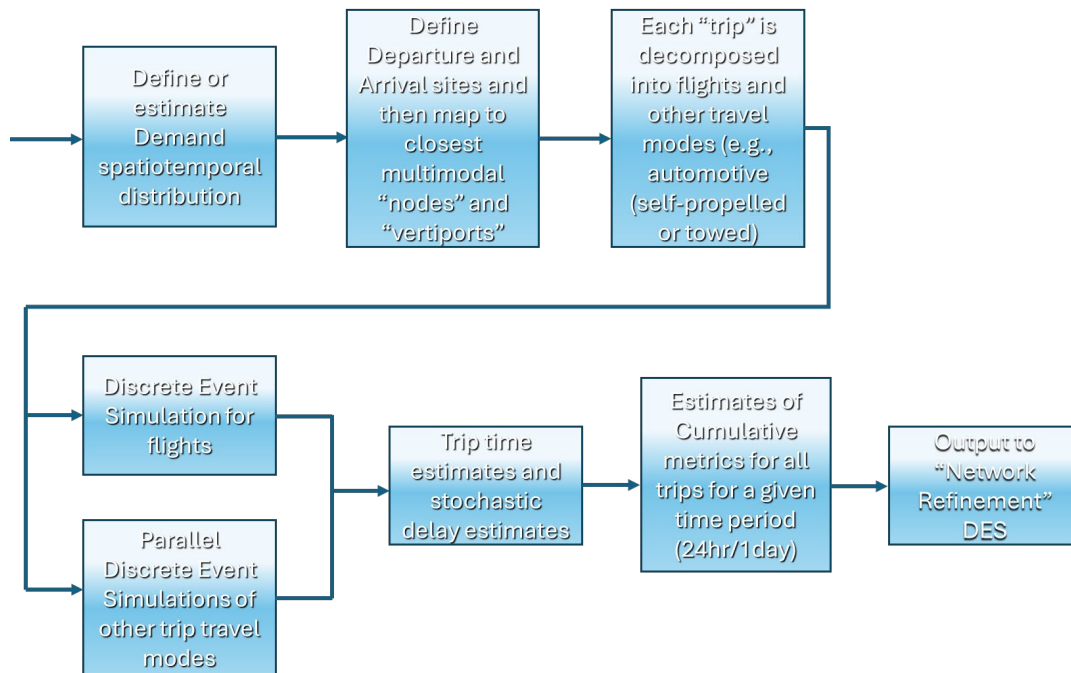 Define or
estimate
Demand
spatiotemporal
distribution
Define
Departure and
Arrival sites and
then map to
closest
multimodal
“nodes” and
“vertiports”
Each “trip” is
decomposed
into flights and
other travel
modes (e.g.,
automotive
(self-propelled
or towed)
Discrete Event
Simulation for
flights
Parallel
Discrete Event
Simulations of
other trip travel
modes
Trip time
estimates and
stochastic
delay estimates
Estimates of
Cumulative
metrics for all
trips for a given
time period
(24hr/1day)
Output to
“Network
Refinement”
DES